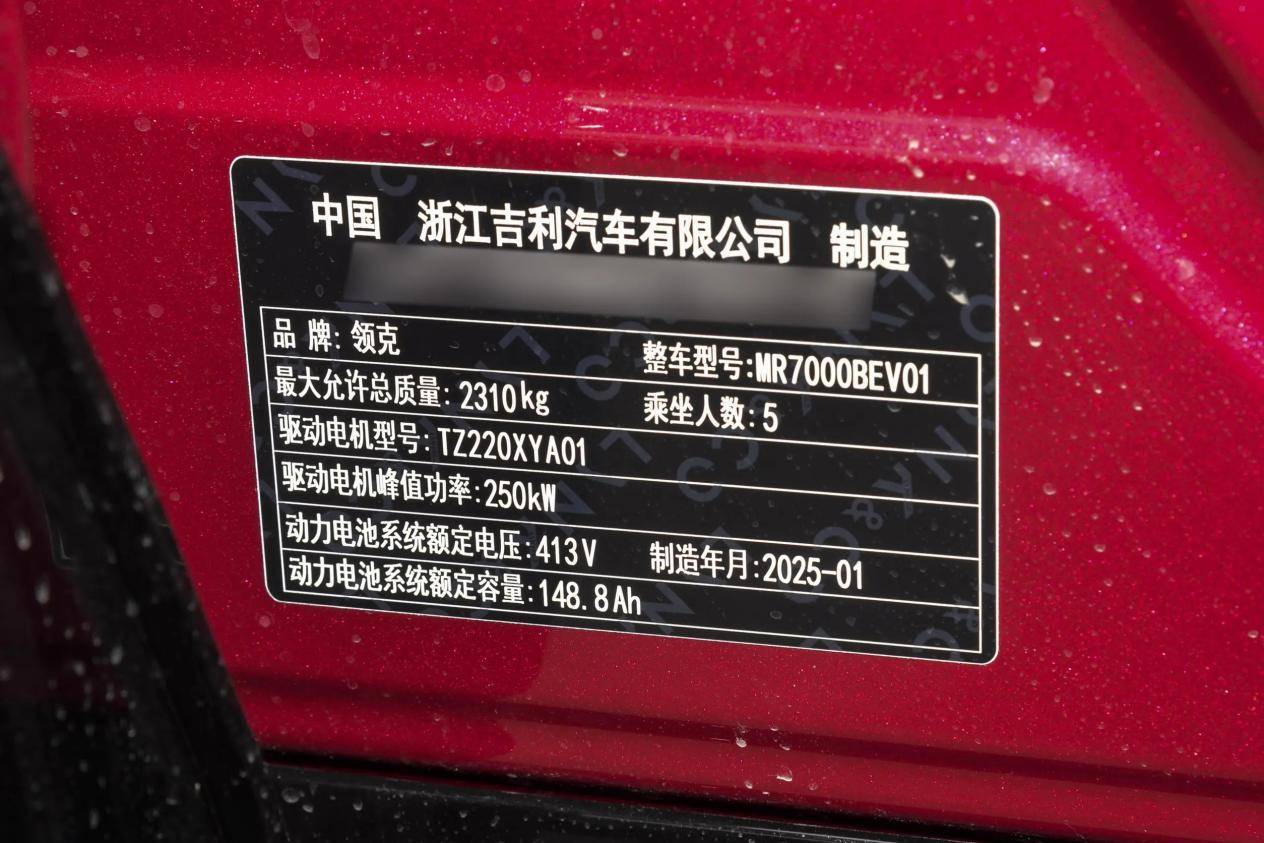 中国 浙江吉利汽车有限公司 制造
品 牌: 领克 整车型号:MR7000BEV01
最大允许总质量: 2310kg 乘坐人数: 5
驱动电机型号: TZ220XYA01
驱动电机峰值功率:250kW
动力电池系统额定电压:413V 制造年月:2025-01
动力电池系统额定容量:148.8Ah